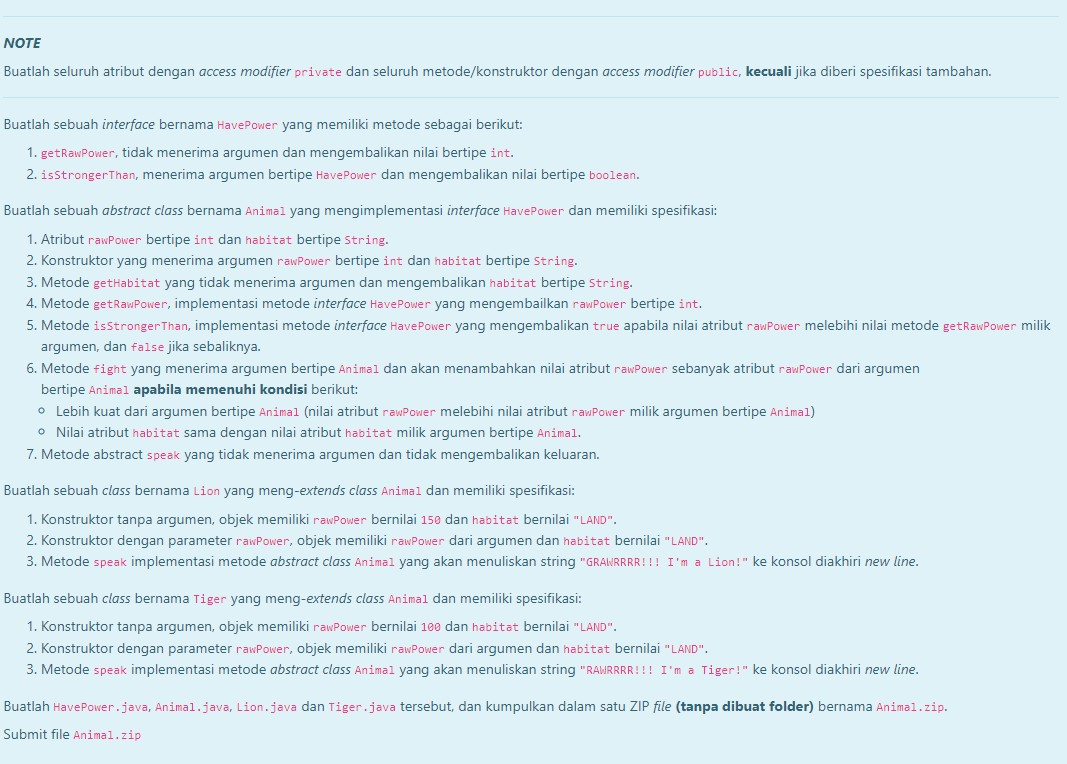 NOTE
Buatlah seluruh atribut dengan access modifier private dan seluruh metode/konstruktor dengan access modifier public, kecuali jika diberi spesifikasi tambahan.
Buatlah sebuah interface bernama HavePower yang memiliki metode sebagai berikut:
1. getRawPower, tidak menerima argumen dan mengembalikan nilai bertipe int.
2. isStrongerThan, menerima argumen bertipe HavePower dan mengembalikan nilai bertipe boolean.
Buatlah sebuah abstract class bernama Animal yang mengimplementasi interface HavePower dan memiliki spesifikasi:
1. Atribut rawPower bertipe int dan habitat bertipe String.
2. Konstruktor yang menerima argumen rawPower bertipe int dan habitat bertipe String.
3. Metode getHabitat yang tidak menerima argumen dan mengembalikan habitat bertipe String.
4. Metode getRawPower, implementasi metode interface HavePower yang mengembailkan rawPower bertipe int.
5. Metode isStrongerThan, implementasi metode interface HavePower yang mengembalikan true apabila nilai atribut rawPower melebihi nilai metode getRawPower milik
argumen, dan false jika sebaliknya.
6. Metode fight yang menerima argumen bertipe Animal dan akan menambahkan nilai atribut rawPower sebanyak atribut rawPower dari argumen
bertipe Animal apabila memenuhi kondisi berikut:
○ Lebih kuat dari argumen bertipe Animal (nilai atribut rawPower melebihi nilai atribut rawPower milik argumen bertipe Animal)
○ Nilai atribut habitat sama dengan nilai atribut habitat milik argumen bertipe Animal.
7. Metode abstract speak yang tidak menerima argumen dan tidak mengembalikan keluaran.
Buatlah sebuah class bernama Lion yang meng-extends class Animal dan memiliki spesifikasi:
1. Konstruktor tanpa argumen, objek memiliki rawPower bernilai 150 dan habitat bernilai "LAND".
2. Konstruktor dengan parameter rawPower, objek memiliki rawPower dari argumen dan habitat bernilai "LAND".
3. Metode speak implementasi metode abstract class Animal yang akan menuliskan string "GRAWRRRR!!! I'm a Lion!" ke konsol diakhiri new line.
Buatlah sebuah class bernama Tiger yang meng-extends class Animal dan memiliki spesifikasi:
1. Konstruktor tanpa argumen, objek memiliki rawPower bernilai 100 dan habitat bernilai "LAND".
2. Konstruktor dengan parameter rawPower, objek memiliki rawPower dari argumen dan habitat bernilai "LAND".
3. Metode speak implementasi metode abstract class Animal yang akan menuliskan string "RAWRRRR!!! I'm a Tiger!" ke konsol diakhiri new line.
Buatlah HavePower.java, Animal.java, Lion.java dan Tiger.java tersebut, dan kumpulkan dalam satu ZIP file (tanpa dibuat folder) bernama Animal.zip.
Submit file Animal.zip